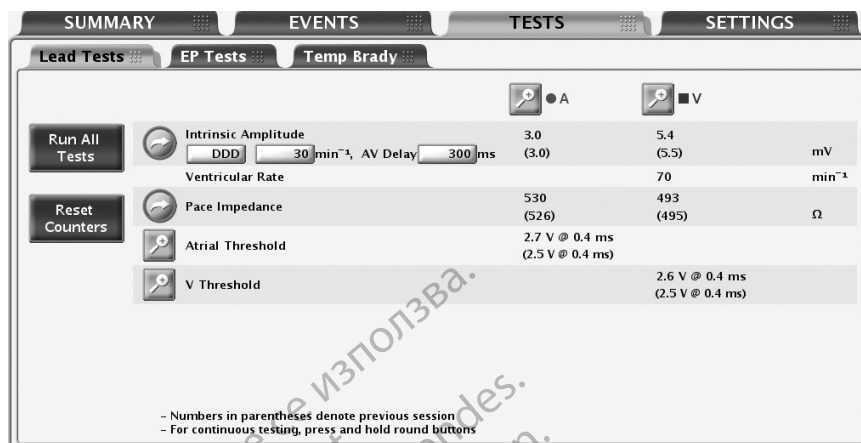 SUMMARY EVENTS TESTS SETTINGS
Lead Tests EP Tests Temp Brady
● A ■ V
Run All Tests
Intrinsic Amplitude 3.0 5.4
DDD 30 min⁻¹, AV Delay 300 ms (3.0) (5.5) mV
Ventricular Rate 70 min⁻¹
Reset Counters
Pace Impedance 530 493
(526) (495) Ω
Atrial Threshold 2.7 V @ 0.4 ms
(2.5 V @ 0.4 ms)
V Threshold 2.6 V @ 0.4 ms
(2.5 V @ 0.4 ms)
се използва.
– Numbers in parentheses denote previous session
– For continuous testing, press and hold round buttons